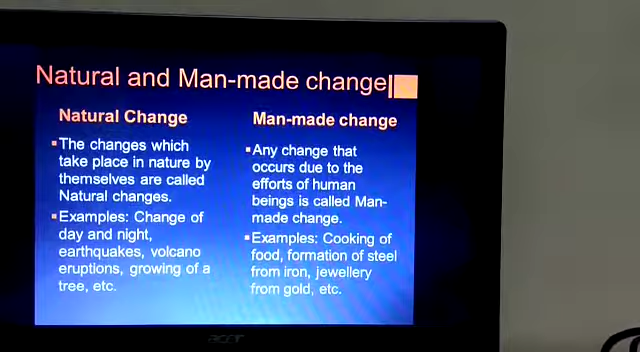 Natural and Man-made change
Natural Change
The changes which
take place in nature by
themselves are called
Natural changes.
Examples: Change of
day and night,
earthquakes, volcano
eruptions, growing of a
tree, etc.
Man-made change
Any change that
occurs due to the
efforts of human
beings is called Man-
made change.
Examples: Cooking of
food, formation of steel
from iron, jewellery
from gold, etc.
acer